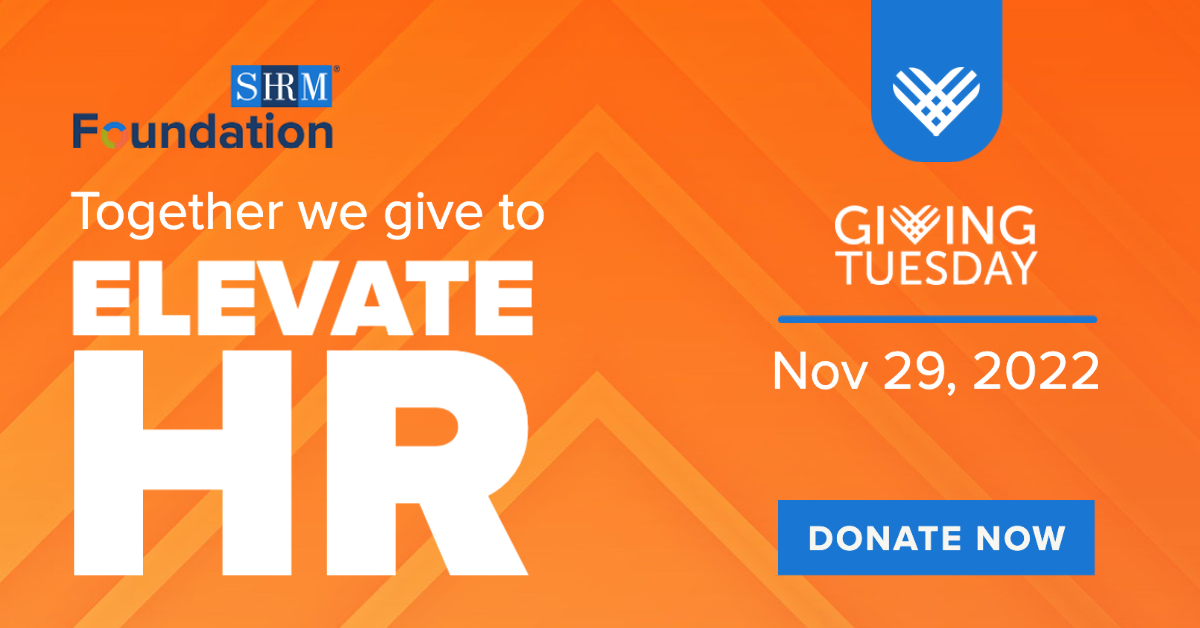 SHRM®
Foundation
Together we give to
ELEVATE
HR
GIVING
TUESDAY
Nov 29, 2022
DONATE NOW